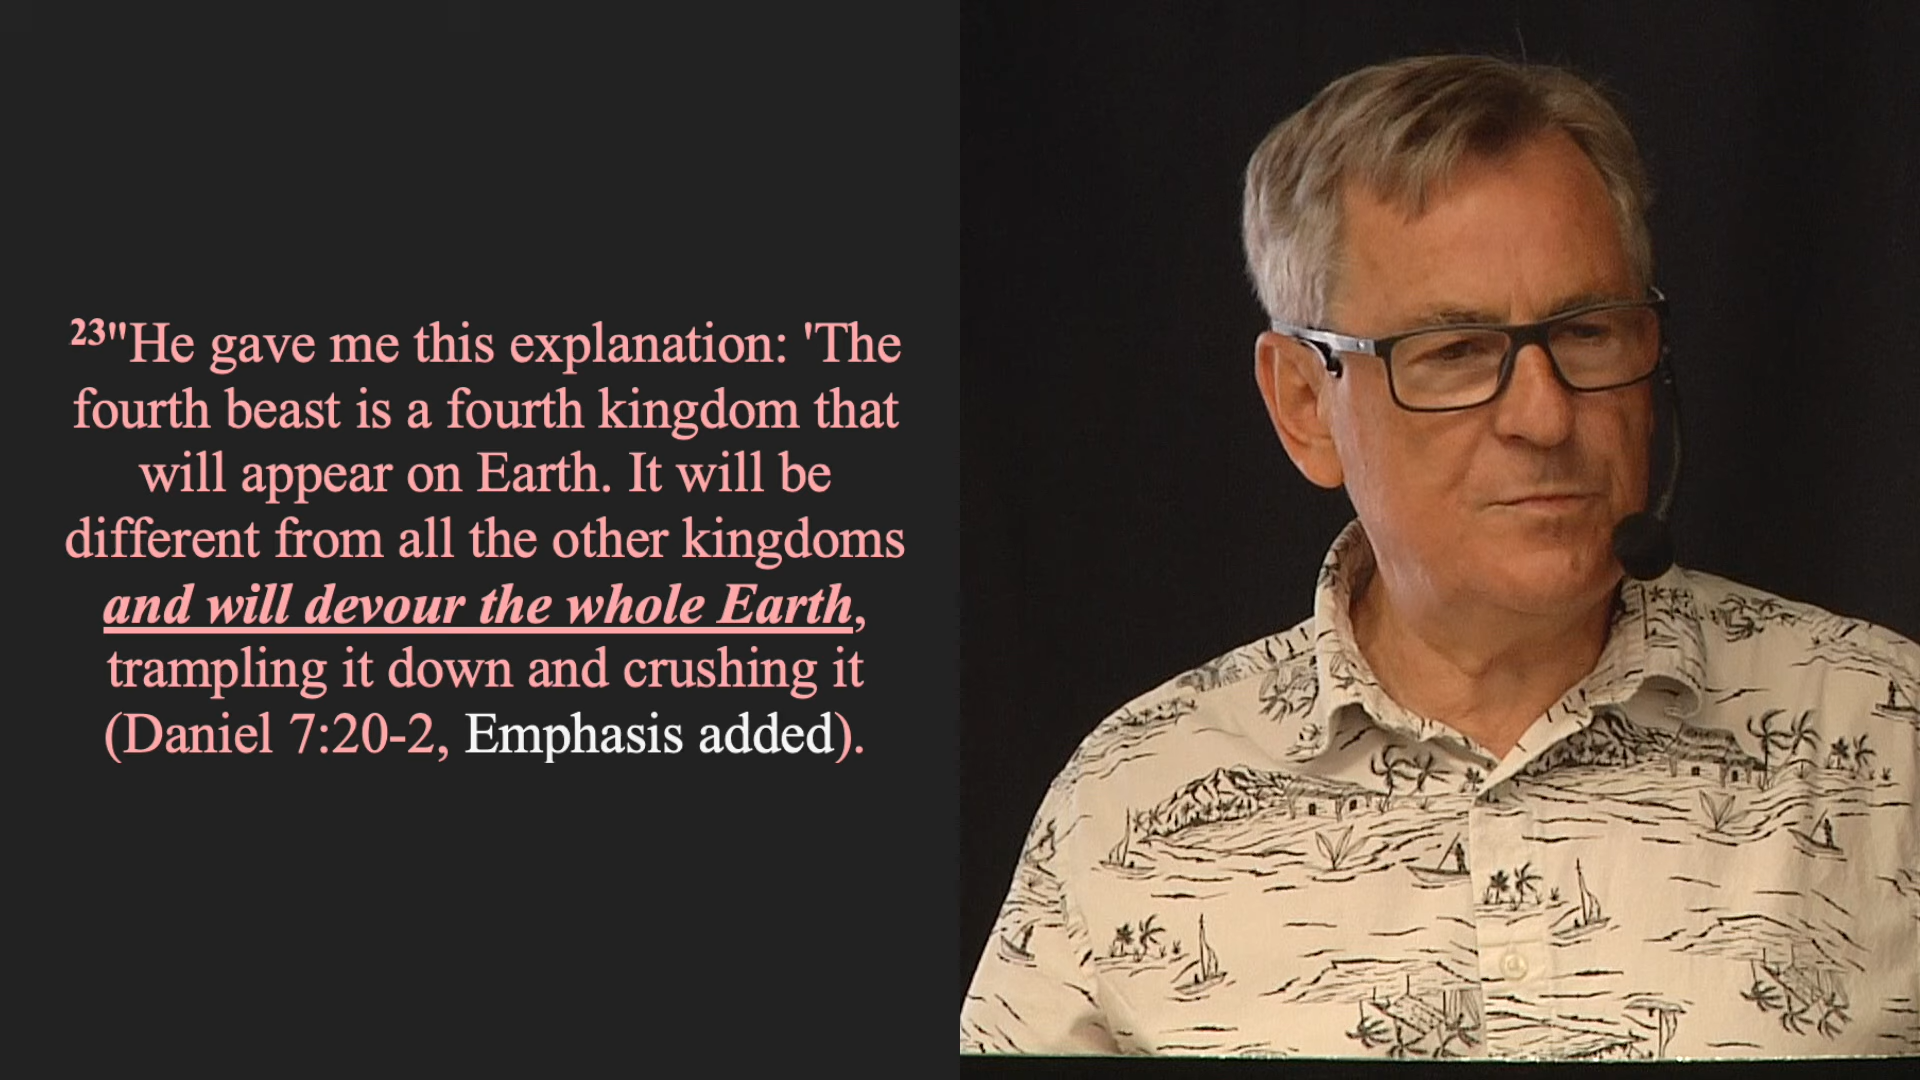 23"He gave me this explanation: 'The
fourth beast is a fourth kingdom that
will appear on Earth. It will be
different from all the other kingdoms
and will devour the whole Earth,
trampling it down and crushing it
(Daniel 7:20-2, Emphasis added).